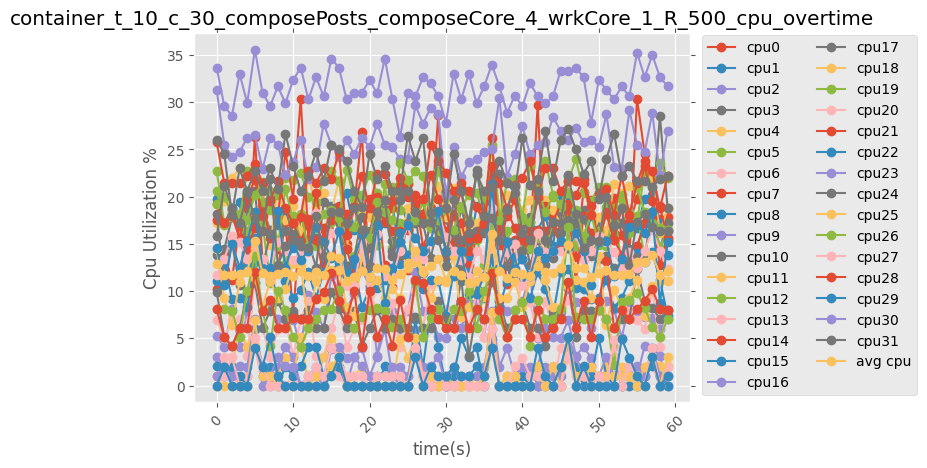 container_t_10_c_30_composePosts_composeCore_4_wrkCore_1_R_500_cpu_overtime
Cpu Utilization %
35
30
25
20
15
10
5
0
0
10
20
30
40
50
60
time(s)
cpu0
cpu1
cpu2
cpu3
cpu4
cpu5
cpu6
cpu7
cpu8
cpu9
cpu10
cpu11
cpu12
cpu13
cpu14
cpu15
cpu16
cpu17
cpu18
cpu19
cpu20
cpu21
cpu22
cpu23
cpu24
cpu25
cpu26
cpu27
cpu28
cpu29
cpu30
cpu31
avg cpu